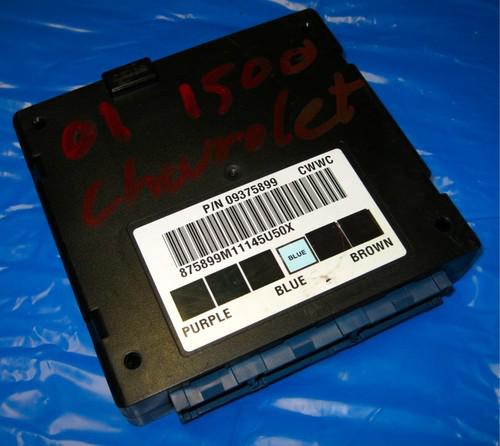 01 1500
Chevrolet
P/N 09375899 CWWC
875899M11145U50X
BLUE
PURPLE BLUE BROWN